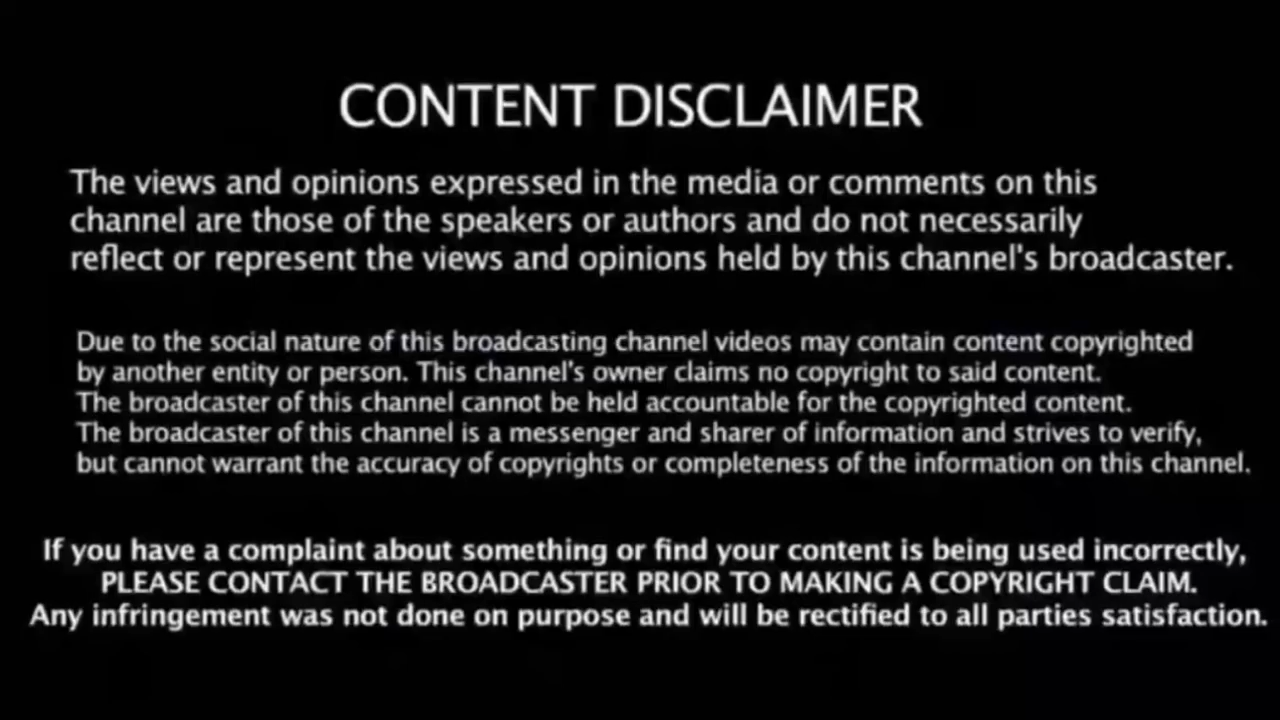 CONTENT DISCLAIMER
The views and opinions expressed in the media or comments on this
channel are those of the speakers or authors and do not necessarily
reflect or represent the views and opinions held by this channel's broadcaster.
Due to the social nature of this broadcasting channel videos may contain content copyrighted
by another entity or person. This channel's owner claims no copyright to said content.
The broadcaster of this channel cannot be held accountable for the copyrighted content.
The broadcaster of this channel is a messenger and sharer of information and strives to verify,
but cannot warrant the accuracy of copyrights or completeness of the information on this channel.
If you have a complaint about something or find your content is being used incorrectly,
PLEASE CONTACT THE BROADCASTER PRIOR TO MAKING A COPYRIGHT CLAIM.
Any infringement was not done on purpose and will be rectified to all parties satisfaction.